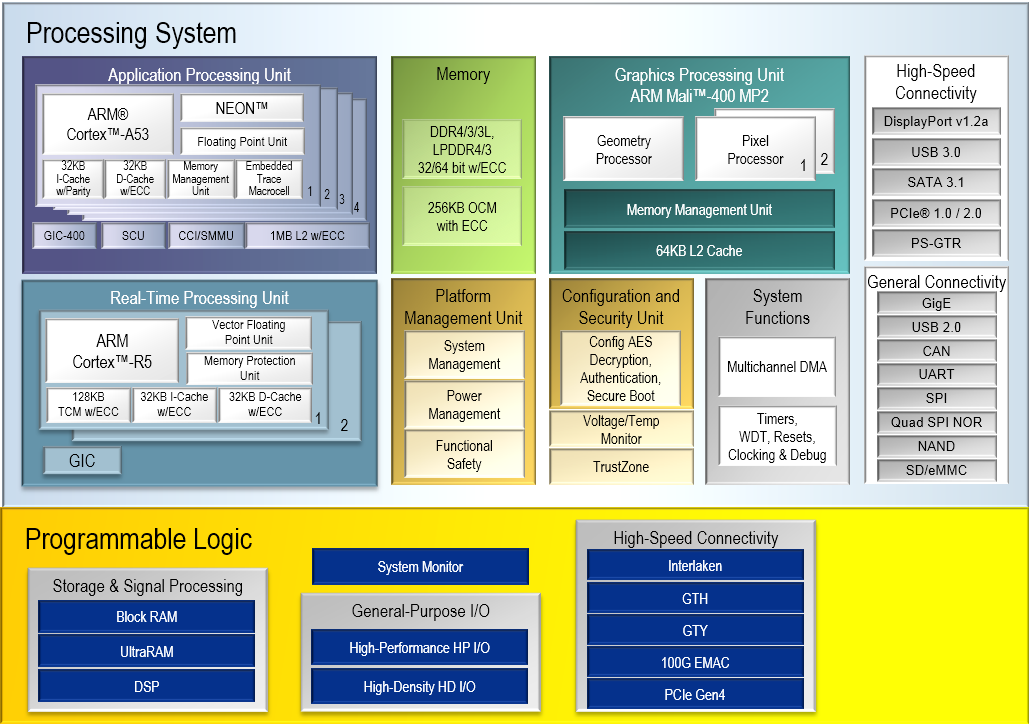 Processing System
Application Processing Unit
ARM®
Cortex™-A53
NEON™
Floating Point Unit
32KB
I-Cache
w/Parity
32KB
D-Cache
w/ECC
Memory
Management
Unit
Embedded
Trace
Macrocell
1
2
3
4
GIC-400
SCU
CCI/SMMU
1MB L2 w/ECC
Memory
DDR4/3/3L,
LPDDR4/3
32/64 bit w/ECC
256KB OCM
with ECC
Graphics Processing Unit
ARM Mali™-400 MP2
Geometry
Processor
Pixel
Processor
1
2
Memory Management Unit
64KB L2 Cache
High-Speed
Connectivity
DisplayPort v1.2a
USB 3.0
SATA 3.1
PCIe® 1.0 / 2.0
PS-GTR
Real-Time Processing Unit
ARM
Cortex™-R5
Vector Floating
Point Unit
Memory Protection
Unit
128KB
TCM w/ECC
32KB I-Cache
w/ECC
32KB D-Cache
w/ECC
1
2
GIC
Platform
Management Unit
System
Management
Power
Management
Functional
Safety
Configuration and
Security Unit
Config AES
Decryption,
Authentication,
Secure Boot
Voltage/Temp
Monitor
TrustZone
System
Functions
Multichannel DMA
Timers,
WDT, Resets,
Clocking & Debug
General Connectivity
GigE
USB 2.0
CAN
UART
SPI
Quad SPI NOR
NAND
SD/eMMC
Programmable Logic
Storage & Signal Processing
Block RAM
UltraRAM
DSP
System Monitor
General-Purpose I/O
High-Performance HP I/O
High-Density HD I/O
High-Speed Connectivity
Interlaken
GTH
GTY
100G EMAC
PCIe Gen4